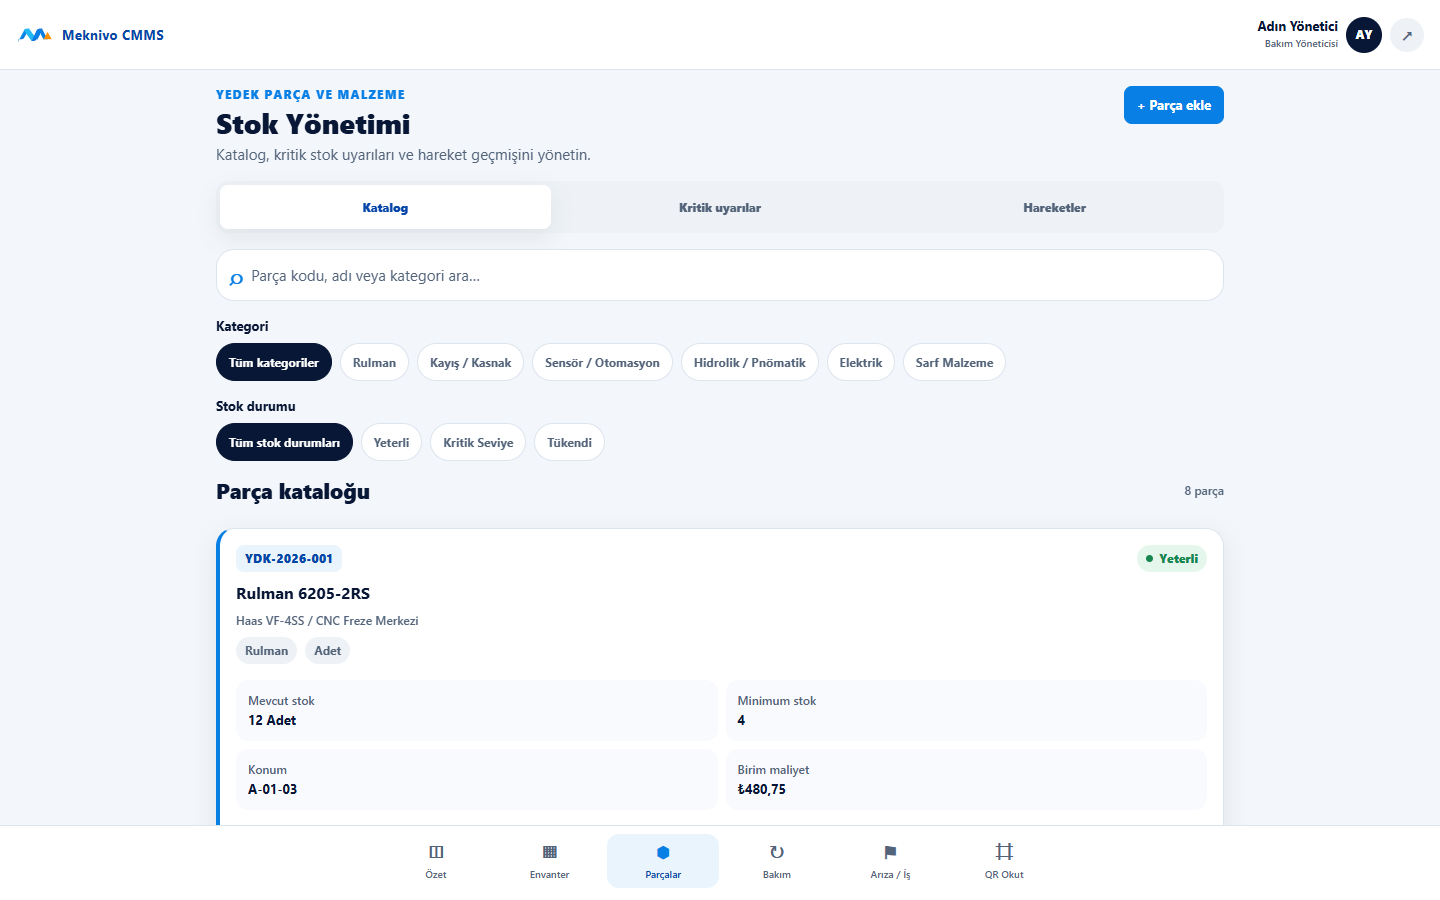 Meknivo CMMS
Adın Yönetici
Bakım Yöneticisi
AY
↗
YEDEK PARÇA VE MALZEME
Stok Yönetimi
Katalog, kritik stok uyarıları ve hareket geçmişini yönetin.
+ Parça ekle
Katalog
Kritik uyarılar
Hareketler
Parça kodu, adı veya kategori ara...
Kategori
Tüm kategoriler
Rulman
Kayış / Kasnak
Sensör / Otomasyon
Hidrolik / Pnömatik
Elektrik
Sarf Malzeme
Stok durumu
Tüm stok durumları
Yeterli
Kritik Seviye
Tükendi
Parça kataloğu
8 parça
YDK-2026-001
Yeterli
Rulman 6205-2RS
Haas VF-4SS / CNC Freze Merkezi
Rulman
Adet
Mevcut stok
12 Adet
Minimum stok
4
Konum
A-01-03
Birim maliyet
₺480,75
Özet
Envanter
Parçalar
Bakım
Arıza / İş
QR Okut